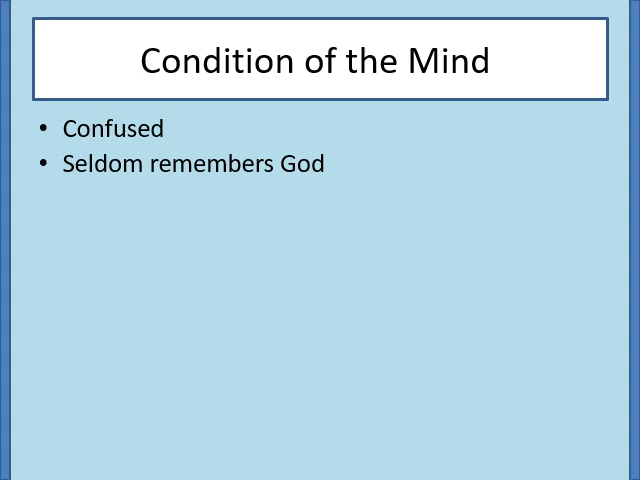 Condition of the Mind
• Confused
• Seldom remembers God